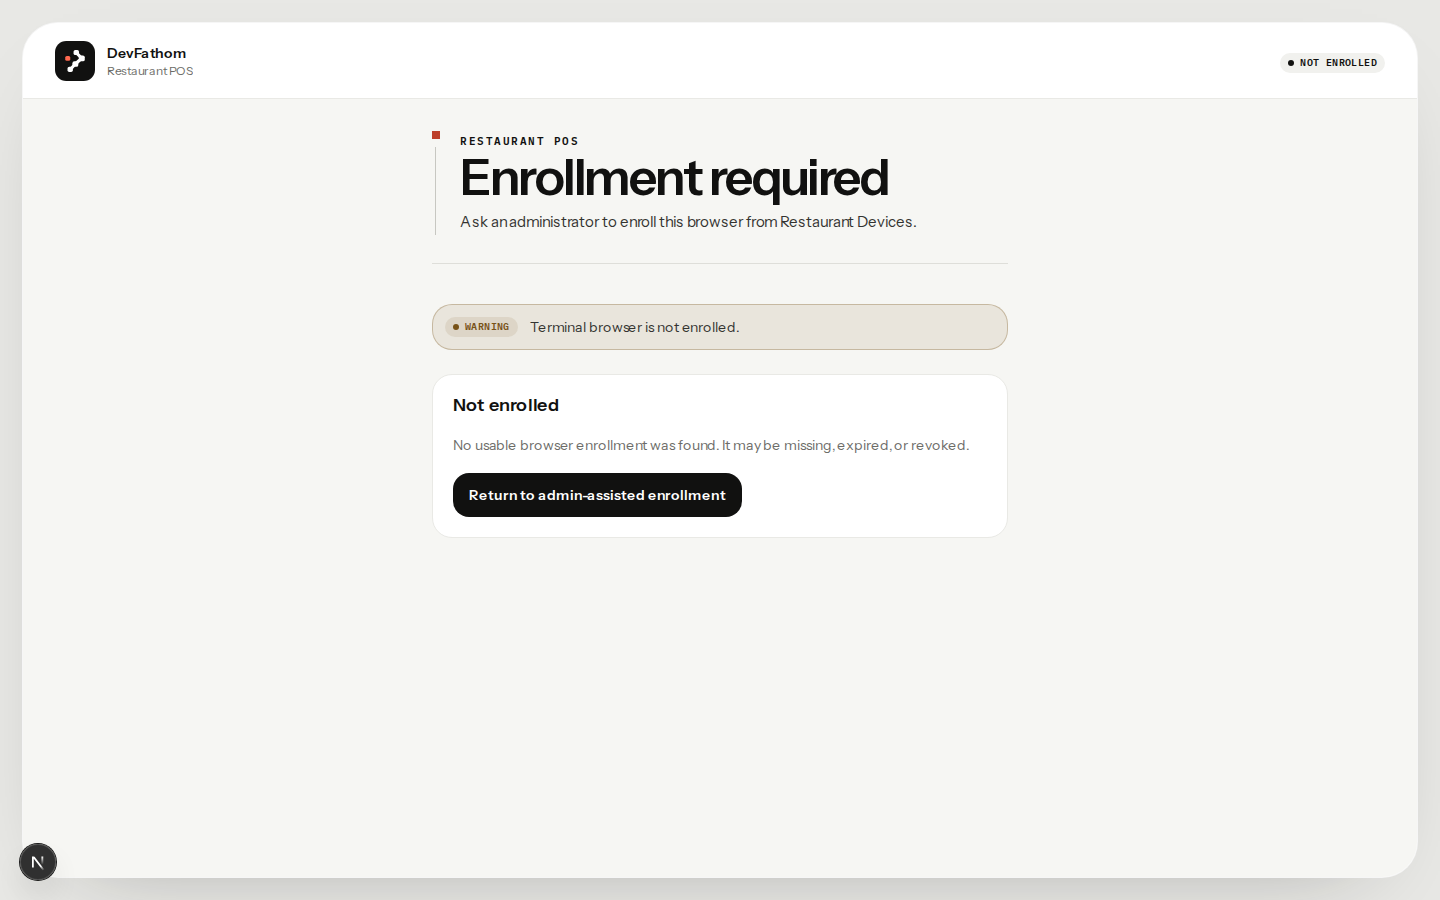 DevFathom
Restaurant POS
NOT ENROLLED
RESTAURANT POS
Enrollment required
Ask an administrator to enroll this browser from Restaurant Devices.
WARNING
Terminal browser is not enrolled.
Not enrolled
No usable browser enrollment was found. It may be missing, expired, or revoked.
Return to admin-assisted enrollment
N